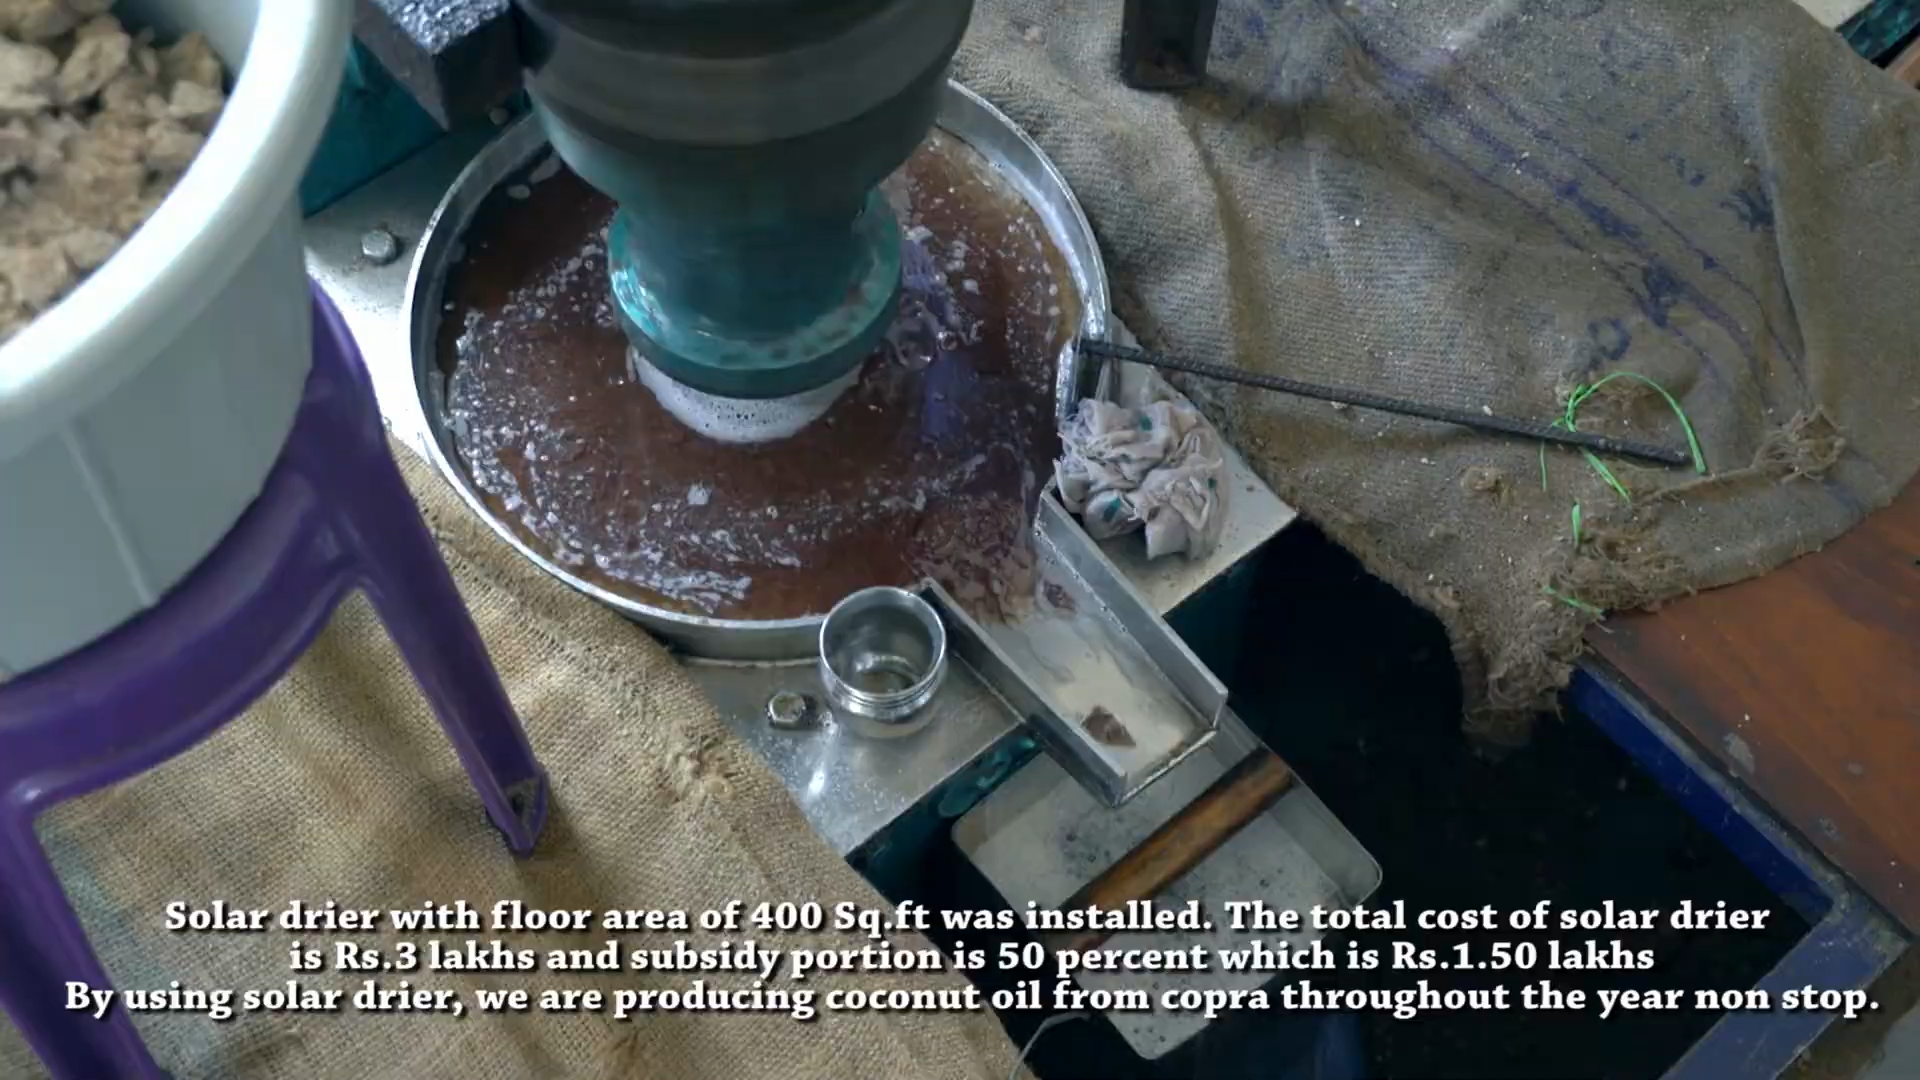 Solar drier with floor area of 400 Sq.ft was installed. The total cost of solar drier
is Rs.3 lakhs and subsidy portion is 50 percent which is Rs.1.50 lakhs
By using solar drier, we are producing coconut oil from copra throughout the year non stop.